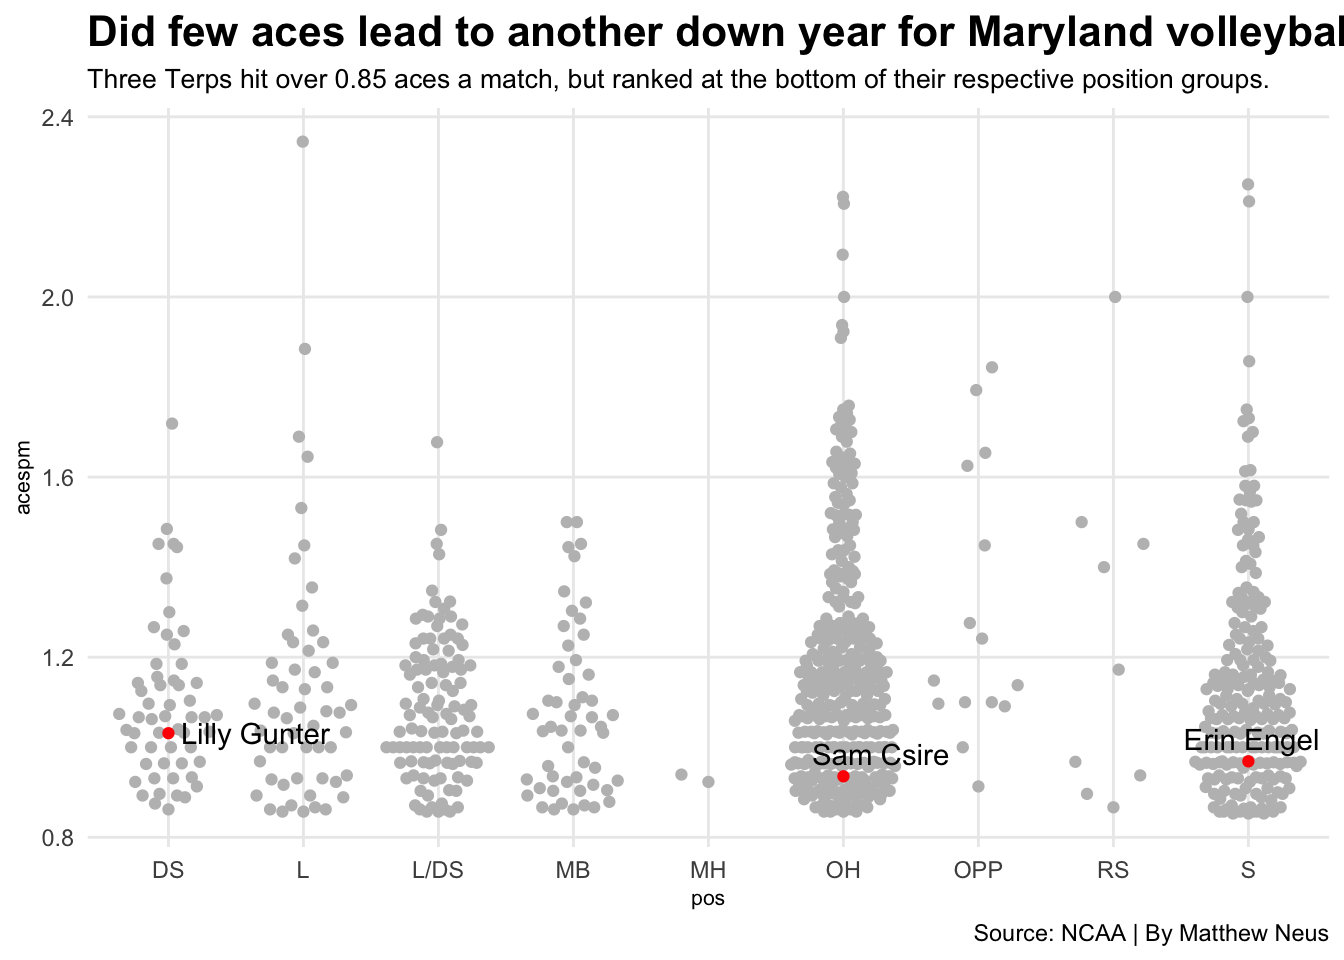 Did few aces lead to another down year for Maryland volleybal
Three Terps hit over 0.85 aces a match, but ranked at the bottom of their respective position groups.
2.4
2.0
1.6
1.2
0.8
acespm
Lilly Gunter
Sam Csire
Erin Engel
DS L L/DS MB MH OH OPP RS S
pos
Source: NCAA | By Matthew Neus